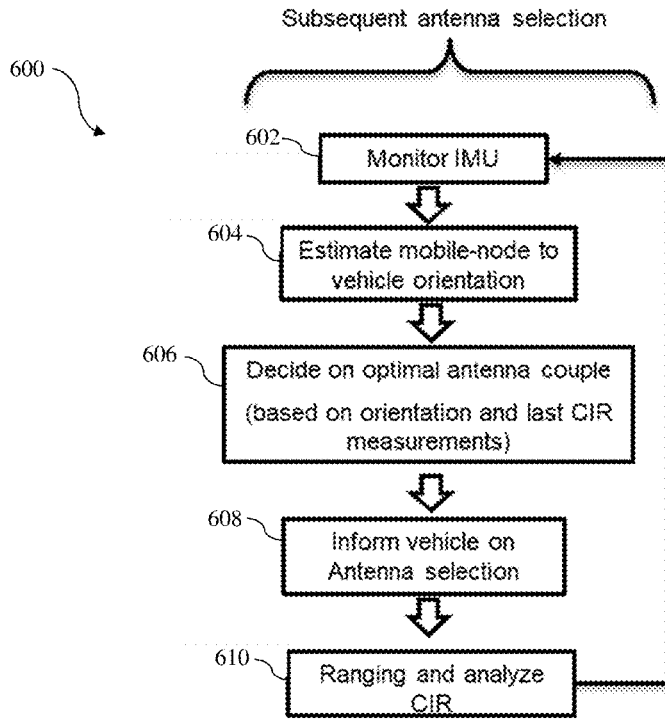 Subsequent antenna selection
600
602
Monitor IMU
604
Estimate mobile-node to
vehicle orientation
606
Decide on optimal antenna couple
(based on orientation and last CIR
measurements)
608
Inform vehicle on
Antenna selection
610
Ranging and analyze
CIR